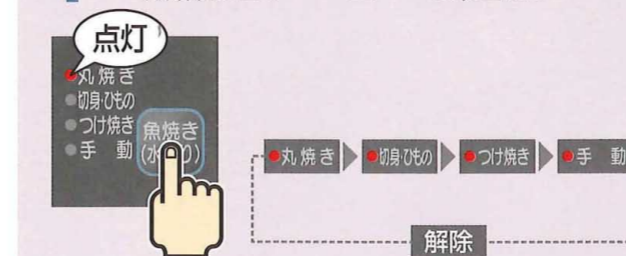 点灯
丸焼き
切身・ひもの
つけ焼き
手 動
魚焼き
丸焼き
切身・ひもの
つけ焼き
手 動
解除